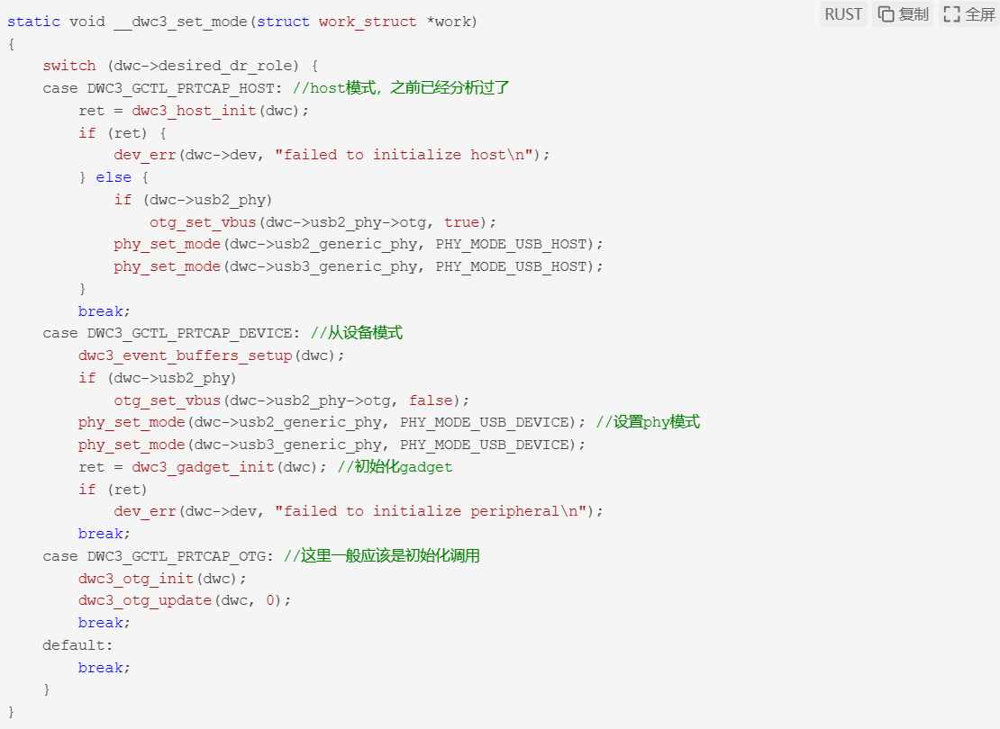 RUST 复制 全屏
static void __dwc3_set_mode(struct work_struct *work)
{
    switch (dwc->desired_dr_role) {
    case DWC3_GCTL_PRTCAP_HOST: //host模式，之前已经分析过了
        ret = dwc3_host_init(dwc);
        if (ret) {
            dev_err(dwc->dev, "failed to initialize host\n");
        } else {
            if (dwc->usb2_phy)
                otg_set_vbus(dwc->usb2_phy->otg, true);
            phy_set_mode(dwc->usb2_generic_phy, PHY_MODE_USB_HOST);
            phy_set_mode(dwc->usb3_generic_phy, PHY_MODE_USB_HOST);
        }
        break;
    case DWC3_GCTL_PRTCAP_DEVICE: //从设备模式
        dwc3_event_buffers_setup(dwc);
        if (dwc->usb2_phy)
            otg_set_vbus(dwc->usb2_phy->otg, false);
        phy_set_mode(dwc->usb2_generic_phy, PHY_MODE_USB_DEVICE); //设置phy模式
        phy_set_mode(dwc->usb3_generic_phy, PHY_MODE_USB_DEVICE);
        ret = dwc3_gadget_init(dwc); //初始化gadget
        if (ret)
            dev_err(dwc->dev, "failed to initialize peripheral\n");
        break;
    case DWC3_GCTL_PRTCAP_OTG: //这里一般应该是初始化调用
        dwc3_otg_init(dwc);
        dwc3_otg_update(dwc, 0);
        break;
    default:
        break;
    }
}